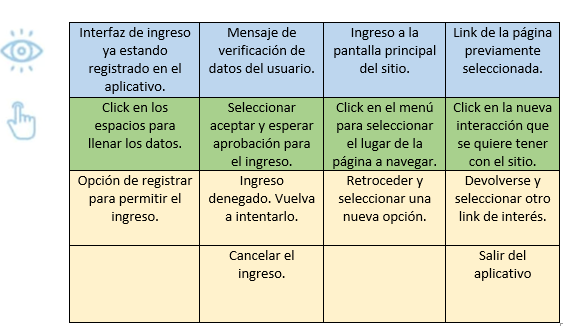 Interfaz de ingreso
ya estando
registrado en el
aplicativo.
Mensaje de
verificación de
datos del usuario.
Ingreso a la
pantalla principal
del sitio.
Link de la página
previamente
seleccionada.
Click en los
espacios para
llenar los datos.
Seleccionar
aceptar y esperar
aprobación para
el ingreso.
Click en el menú
para seleccionar
el lugar de la
página a navegar.
Click en la nueva
interacción que
se quiere tener
con el sitio.
Opción de registrar
para permitir el
ingreso.
Ingreso
denegado. Vuelva
a intentarlo.
Retroceder y
seleccionar una
nueva opción.
Devolverse y
seleccionar otro
link de interés.
Cancelar el
ingreso.
Salir del
aplicativo